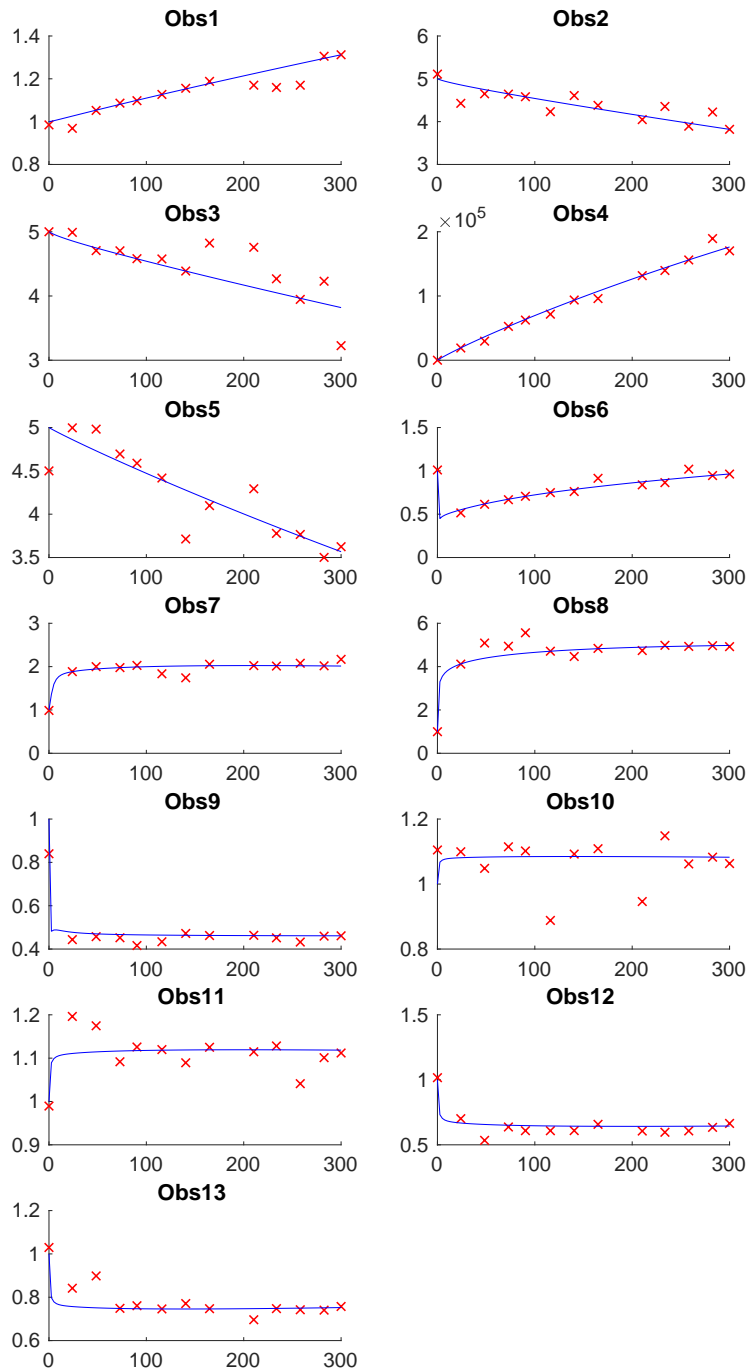 Obs1 Obs2
1.4 6
1.2 5
1 4
0.8 3
0 100 200 300 0 100 200 300
Obs3 ×10^5 Obs4
5 2
4 1
3 0
0 100 200 300 0 100 200 300
Obs5 Obs6
5 1.5
4.5 1
4 0.5
3.5 0
0 100 200 300 0 100 200 300
Obs7 Obs8
3 6
2 4
1 2
0 0
0 100 200 300 0 100 200 300
Obs9 Obs10
1 1.2
0.8 1
0.6
0.4 0.8
0 100 200 300 0 100 200 300
Obs11 Obs12
1.2 1.5
1.1 1
1
0.9 0.5
0 100 200 300 0 100 200 300
Obs13
1.2
1
0.8
0.6
0 100 200 300